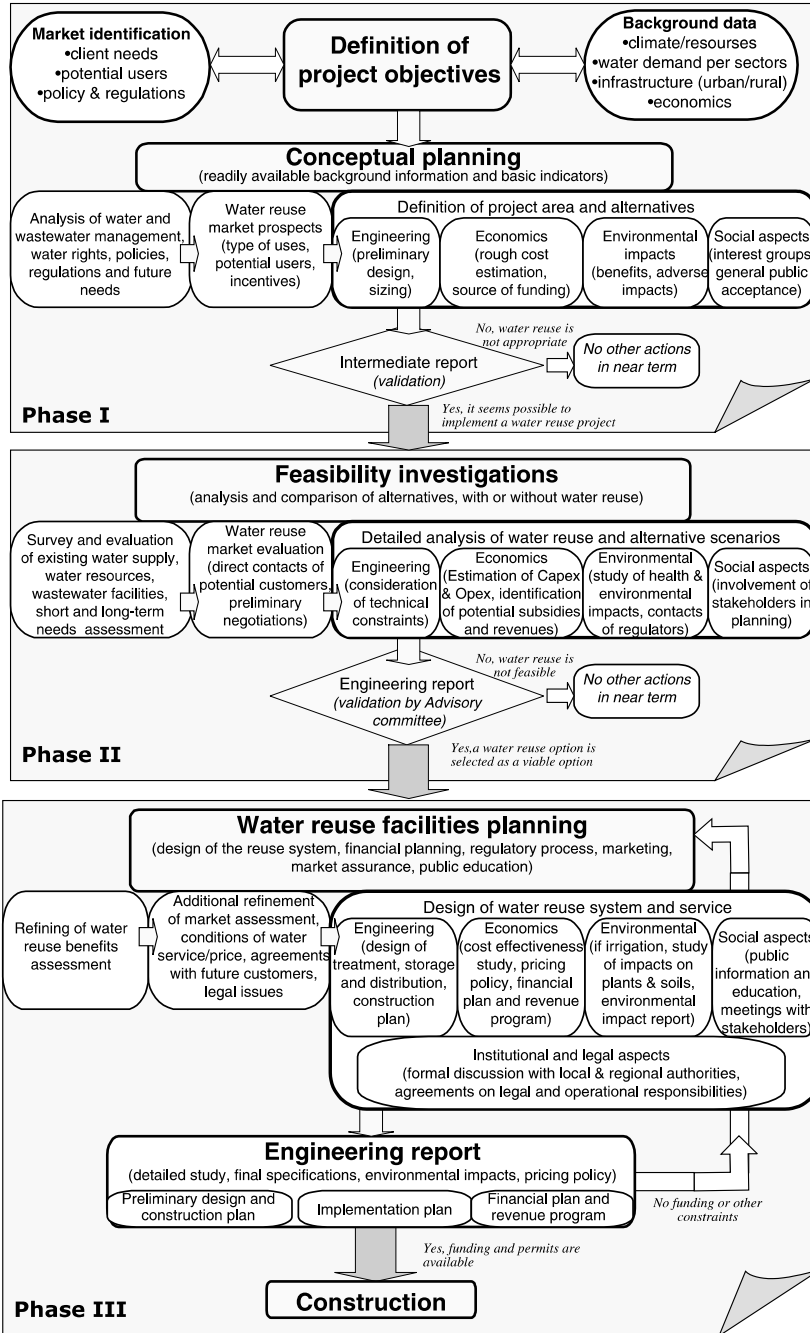 Market identification
•client needs
•potential users
•policy & regulations
Definition of
project objectives
Background data
•climate/resourses
•water demand per sectors
•infrastructure (urban/rural)
•economics
Conceptual planning
(readily available background information and basic indicators)
Analysis of water and
wastewater management,
water rights, policies,
regulations and future
needs
Water reuse
market prospects
(type of uses,
potential users,
incentives)
Definition of project area and alternatives
Engineering
(preliminary
design,
sizing)
Economics
(rough cost
estimation,
source of funding)
Environmental
impacts
(benefits, adverse
impacts)
Social aspects
(interest groups,
general public
acceptance)
No, water reuse is
not appropriate
Intermediate report
(validation)
No other actions
in near term
Phase I
Yes, it seems possible to
implement a water reuse project
Feasibility investigations
(analysis and comparison of alternatives, with or without water reuse)
Survey and evaluation
of existing water supply,
water resources,
wastewater facilities,
short and long-term
needs assessment
Water reuse
market evaluation
(direct contacts of
potential customers,
preliminary
negotiations)
Detailed analysis of water reuse and alternative scenarios
Engineering
(consideration
of technical
constraints)
Economics
(Estimation of Capex
& Opex, identification
of potential subsidies
and revenues)
Environmental
(study of health &
environmental
impacts, contacts
of regulators)
Social aspects
(involvement of
stakeholders in
planning)
No, water reuse is
not feasible
Engineering report
(validation by Advisory
committee)
No other actions
in near term
Phase II
Yes,a water reuse option is
selected as a viable option
Water reuse facilities planning
(design of the reuse system, financial planning, regulatory process, marketing,
market assurance, public education)
Refining of water
reuse benefits
assessment
Additional refinement
of market assessment,
conditions of water
service/price, agreements
with future customers,
legal issues
Design of water reuse system and service
Engineering
(design of
treatment, storage
and distribution,
construction
plan)
Economics
(cost effectiveness
study, pricing
policy, financial
plan and revenue
program)
Environmental
(if irrigation, study
of impacts on
plants & soils,
environmental
impact report)
Social aspects
(public
information an
education,
meetings with
stakeholders)
Institutional and legal aspects
(formal discussion with local & regional authorities,
agreements on legal and operational responsibilities)
Engineering report
(detailed study, final specifications, environmental impacts, pricing policy)
Preliminary design and
construction plan
Implementation plan
Financial plan and
revenue program
No funding or other
constraints
Yes, funding and permits are
available
Construction
Phase III